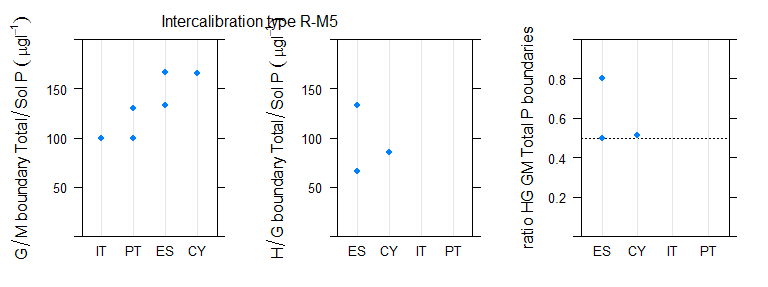 Intercalibration type R-M5
G/M boundary Total/Sol P ( µgl⁻¹)
150
100
50
IT PT ES CY
H/G boundary Total/Sol P ( µgl⁻¹)
150
100
50
ES CY IT PT
ratio HG GM Total P boundaries
0.8
0.6
0.4
0.2
ES CY IT PT